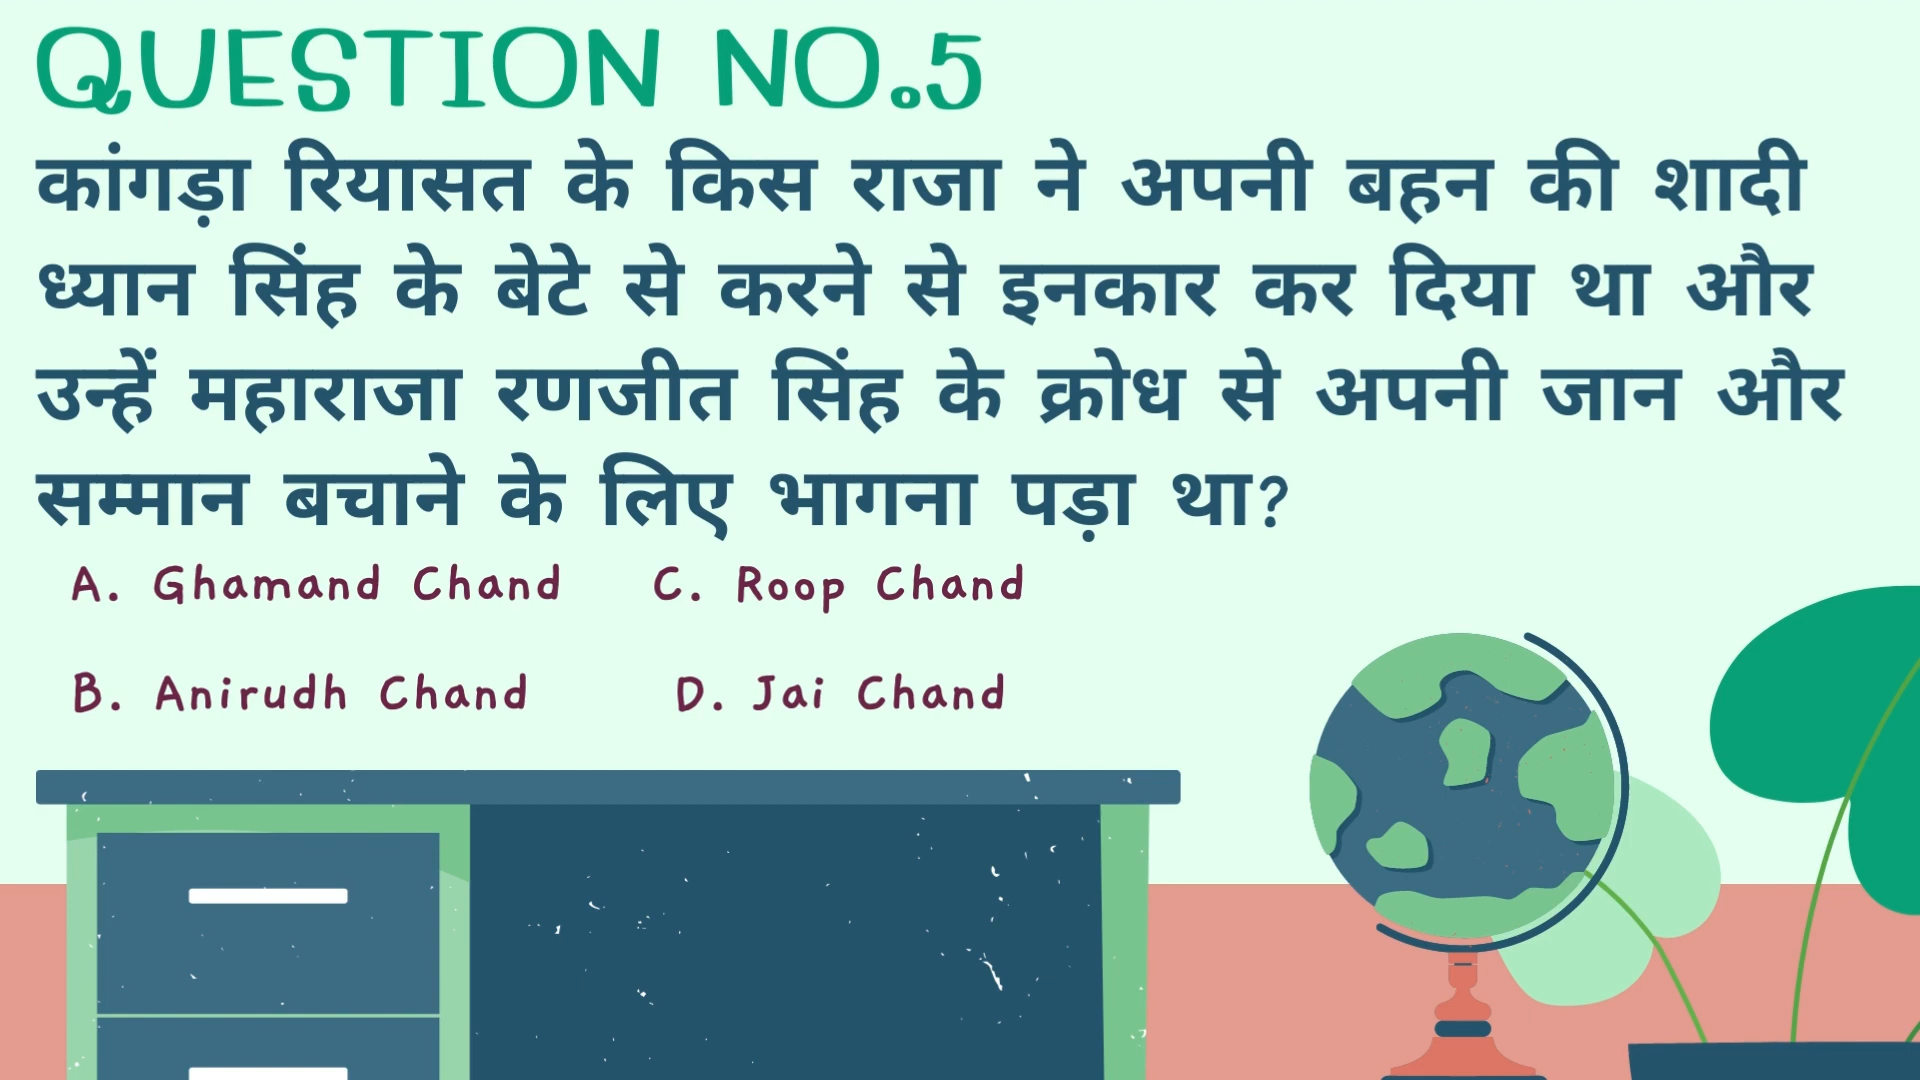 QUESTION NO.5
कांगड़ा रियासत के किस राजा ने अपनी बहन की शादी
ध्यान सिंह के बेटे से करने से इनकार कर दिया था और
उन्हें महाराजा रणजीत सिंह के क्रोध से अपनी जान और
सम्मान बचाने के लिए भागना पड़ा था?
A. Ghamand Chand C. Roop Chand
B. Anirudh Chand D. Jai Chand